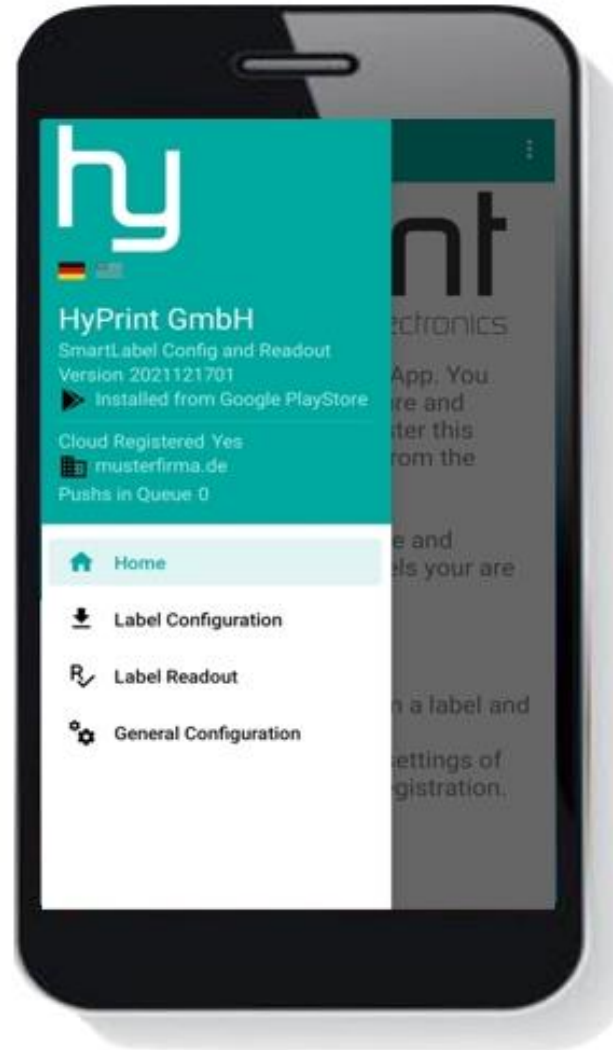 hy
HyPrint GmbH
SmartLabel Config and Readout
Version 2021121701
Installed from Google PlayStore
Cloud Registered Yes
musterfirma.de
Pushs in Queue 0
Home
Label Configuration
Label Readout
General Configuration
nt
ectronics
App. You
re and
ter this
rom the
e and
els your are
n a label and
settings of
gistration.